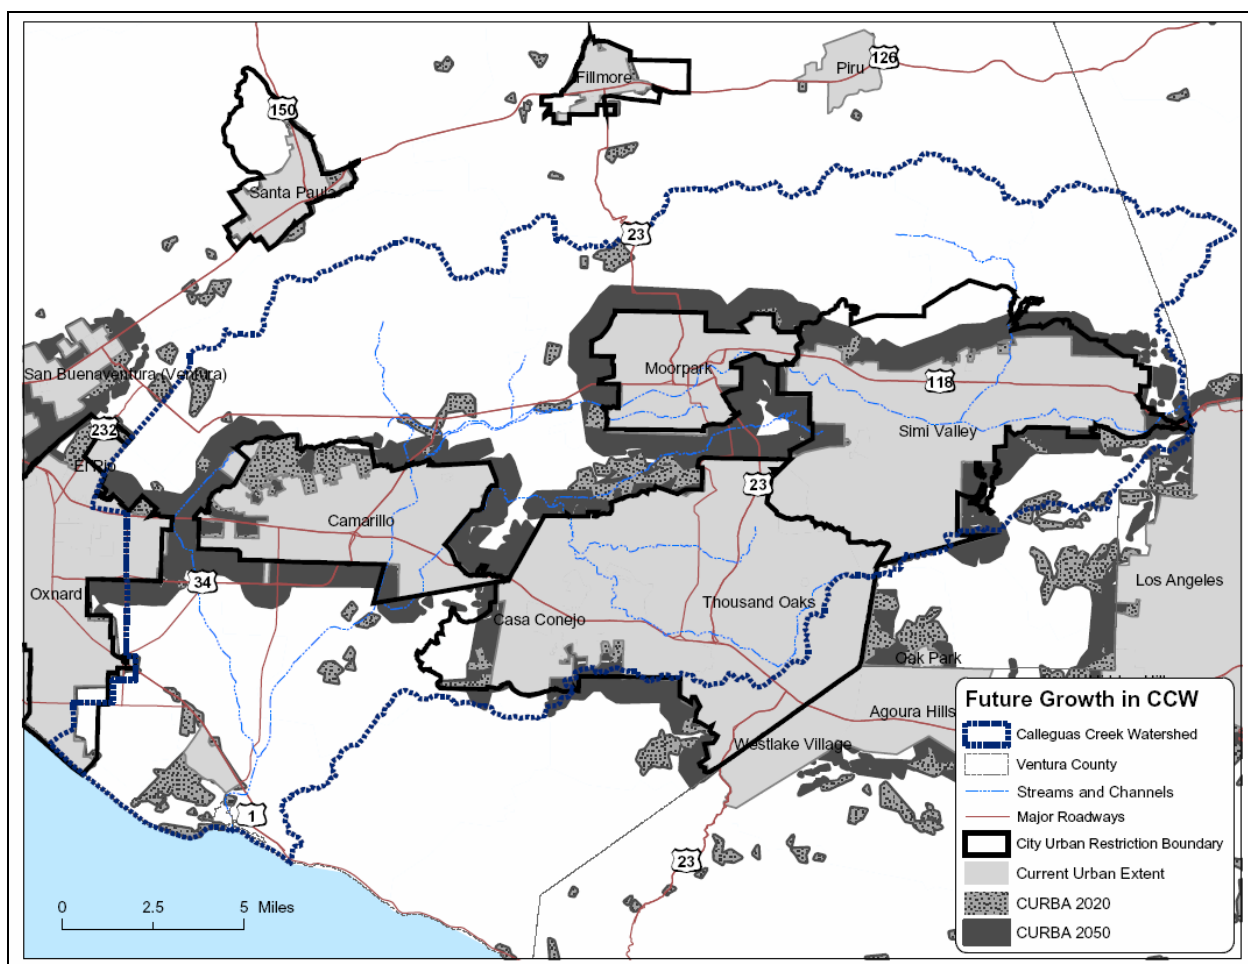 Fillmore
Piru
126
150
Santa Paula
23
San Buenaventura (Ventura)
Moorpark
118
232
El Rio
Simi Valley
23
Camarillo
34
Los Angeles
Oxnard
Thousand Oaks
Casa Conejo
Oak Park
Agoura Hills
Westlake Village
1
23
0 2.5 5 Miles
Future Growth in CCW
Calleguas Creek Watershed
Ventura County
Streams and Channels
Major Roadways
City Urban Restriction Boundary
Current Urban Extent
CURBA 2020
CURBA 2050